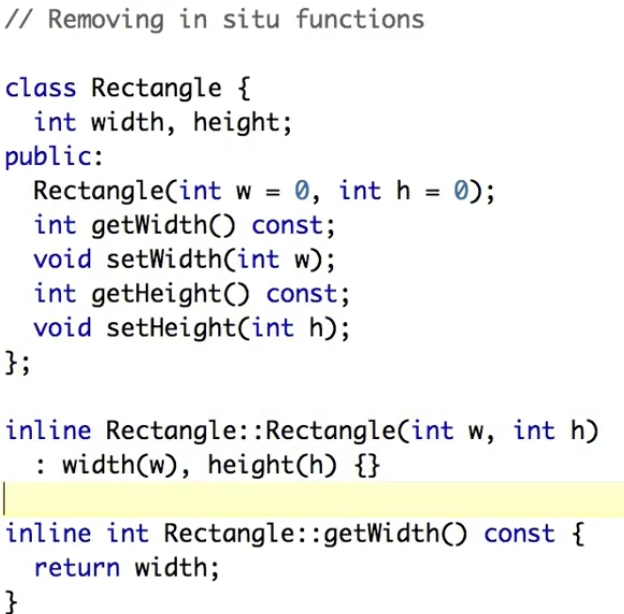 // Removing in situ functions
class Rectangle {
  int width, height;
public:
  Rectangle(int w = 0, int h = 0);
  int getWidth() const;
  void setWidth(int w);
  int getHeight() const;
  void setHeight(int h);
};
inline Rectangle::Rectangle(int w, int h)
  : width(w), height(h) {}
inline int Rectangle::getWidth() const {
  return width;
}